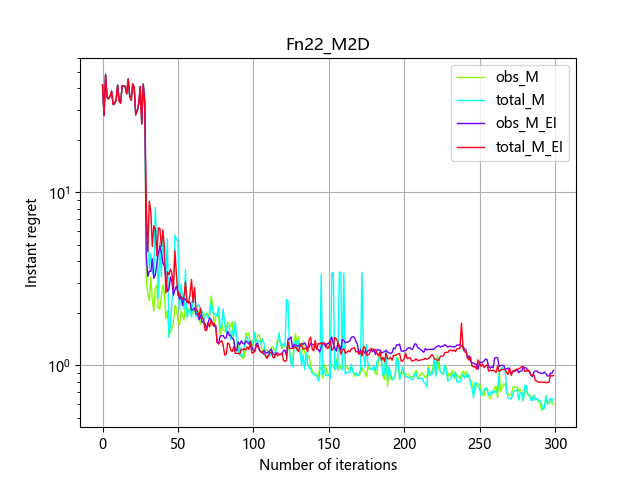 Fn22_M2D
obs_M
total_M
obs_M_EI
total_M_EI
Instant regret
10¹
10⁰
0 50 100 150 200 250 300
Number of iterations